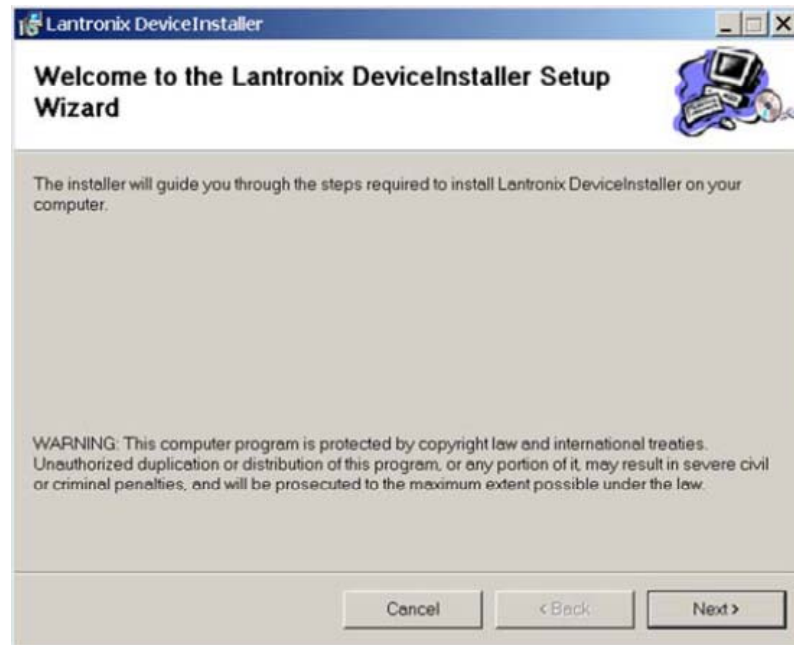 Lantronix DeviceInstaller
Welcome to the Lantronix DeviceInstaller Setup
Wizard
The installer will guide you through the steps required to install Lantronix DeviceInstaller on your
computer.
WARNING: This computer program is protected by copyright law and international treaties.
Unauthorized duplication or distribution of this program, or any portion of it, may result in severe civil
or criminal penalties, and will be prosecuted to the maximum extent possible under the law.
Cancel
< Back
Next >